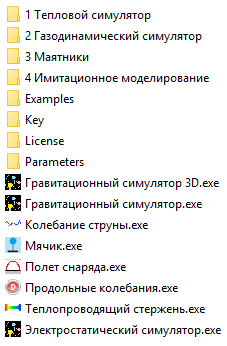 1 Тепловой симулятор
2 Газодинамический симулятор
3 Маятники
4 Имитационное моделирование
Examples
Key
License
Parameters
Гравитационный симулятор 3D.exe
Гравитационный симулятор.exe
Колебание струны.exe
Мячик.exe
Полет снаряда.exe
Продольные колебания.exe
Теплопроводящий стержень.exe
Электростатический симулятор.exe